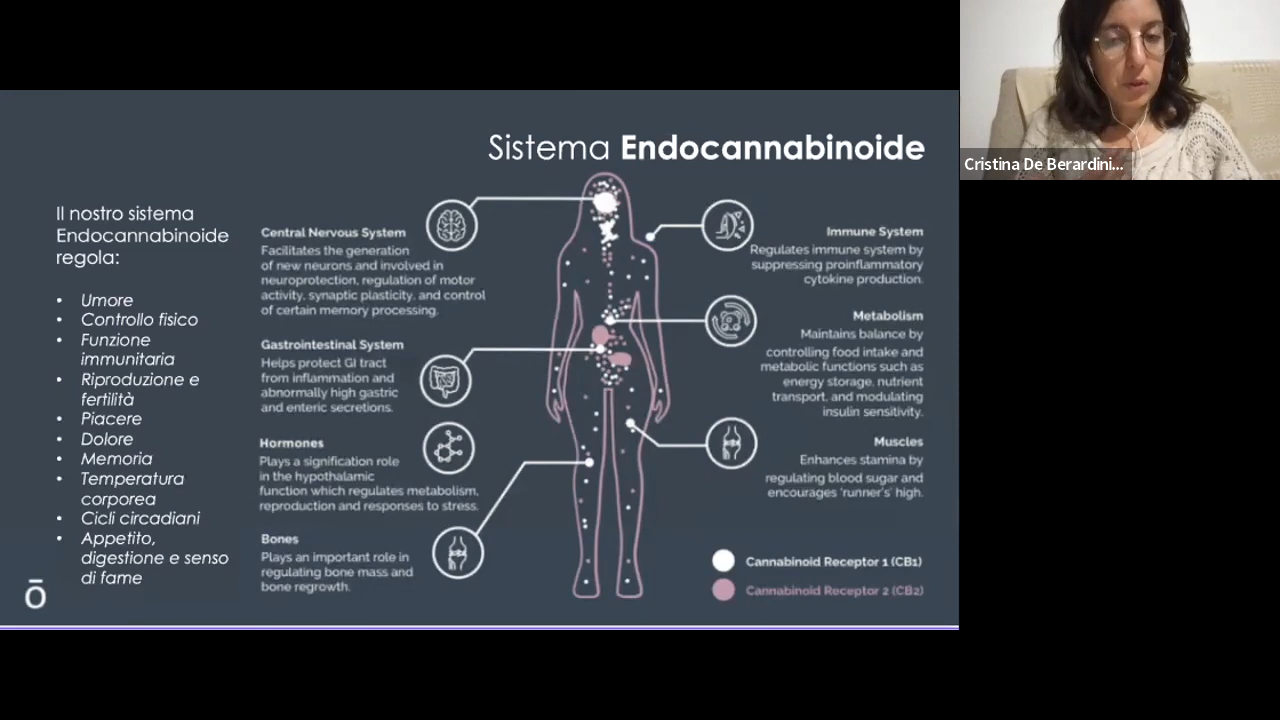 Sistema Endocannabinoide
Il nostro sistema
Endocannabinoide
regola:
• Umore
• Controllo fisico
• Funzione
immunitaria
• Riproduzione e
fertilità
• Piacere
• Dolore
• Memoria
• Temperatura
corporea
• Cicli circadiani
• Appetito,
digestione e senso
di fame
ō
Central Nervous System
Facilitates the generation
of new neurons and involved in
neuroprotection, regulation of motor
activity, synaptic plasticity, and control
of certain memory processing.
Gastrointestinal System
Helps protect GI tract
from inflammation and
abnormally high gastric
and enteric secretions.
Hormones
Plays a signification role
in the hypothalamic
function which regulates metabolism,
reproduction and responses to stress.
Bones
Plays an important role in
regulating bone mass and
bone regrowth.
Immune System
Regulates immune system by
suppressing proinflammatory
cytokine production.
Metabolism
Maintains balance by
controlling food intake and
metabolic functions such as
energy storage, nutrient
transport, and modulating
insulin sensitivity.
Muscles
Enhances stamina by
regulating blood sugar and
encourages 'runner's' high.
Cannabinoid Receptor 1 (CB1)
Cannabinoid Receptor 2 (CB2)
Cristina De Berardini...